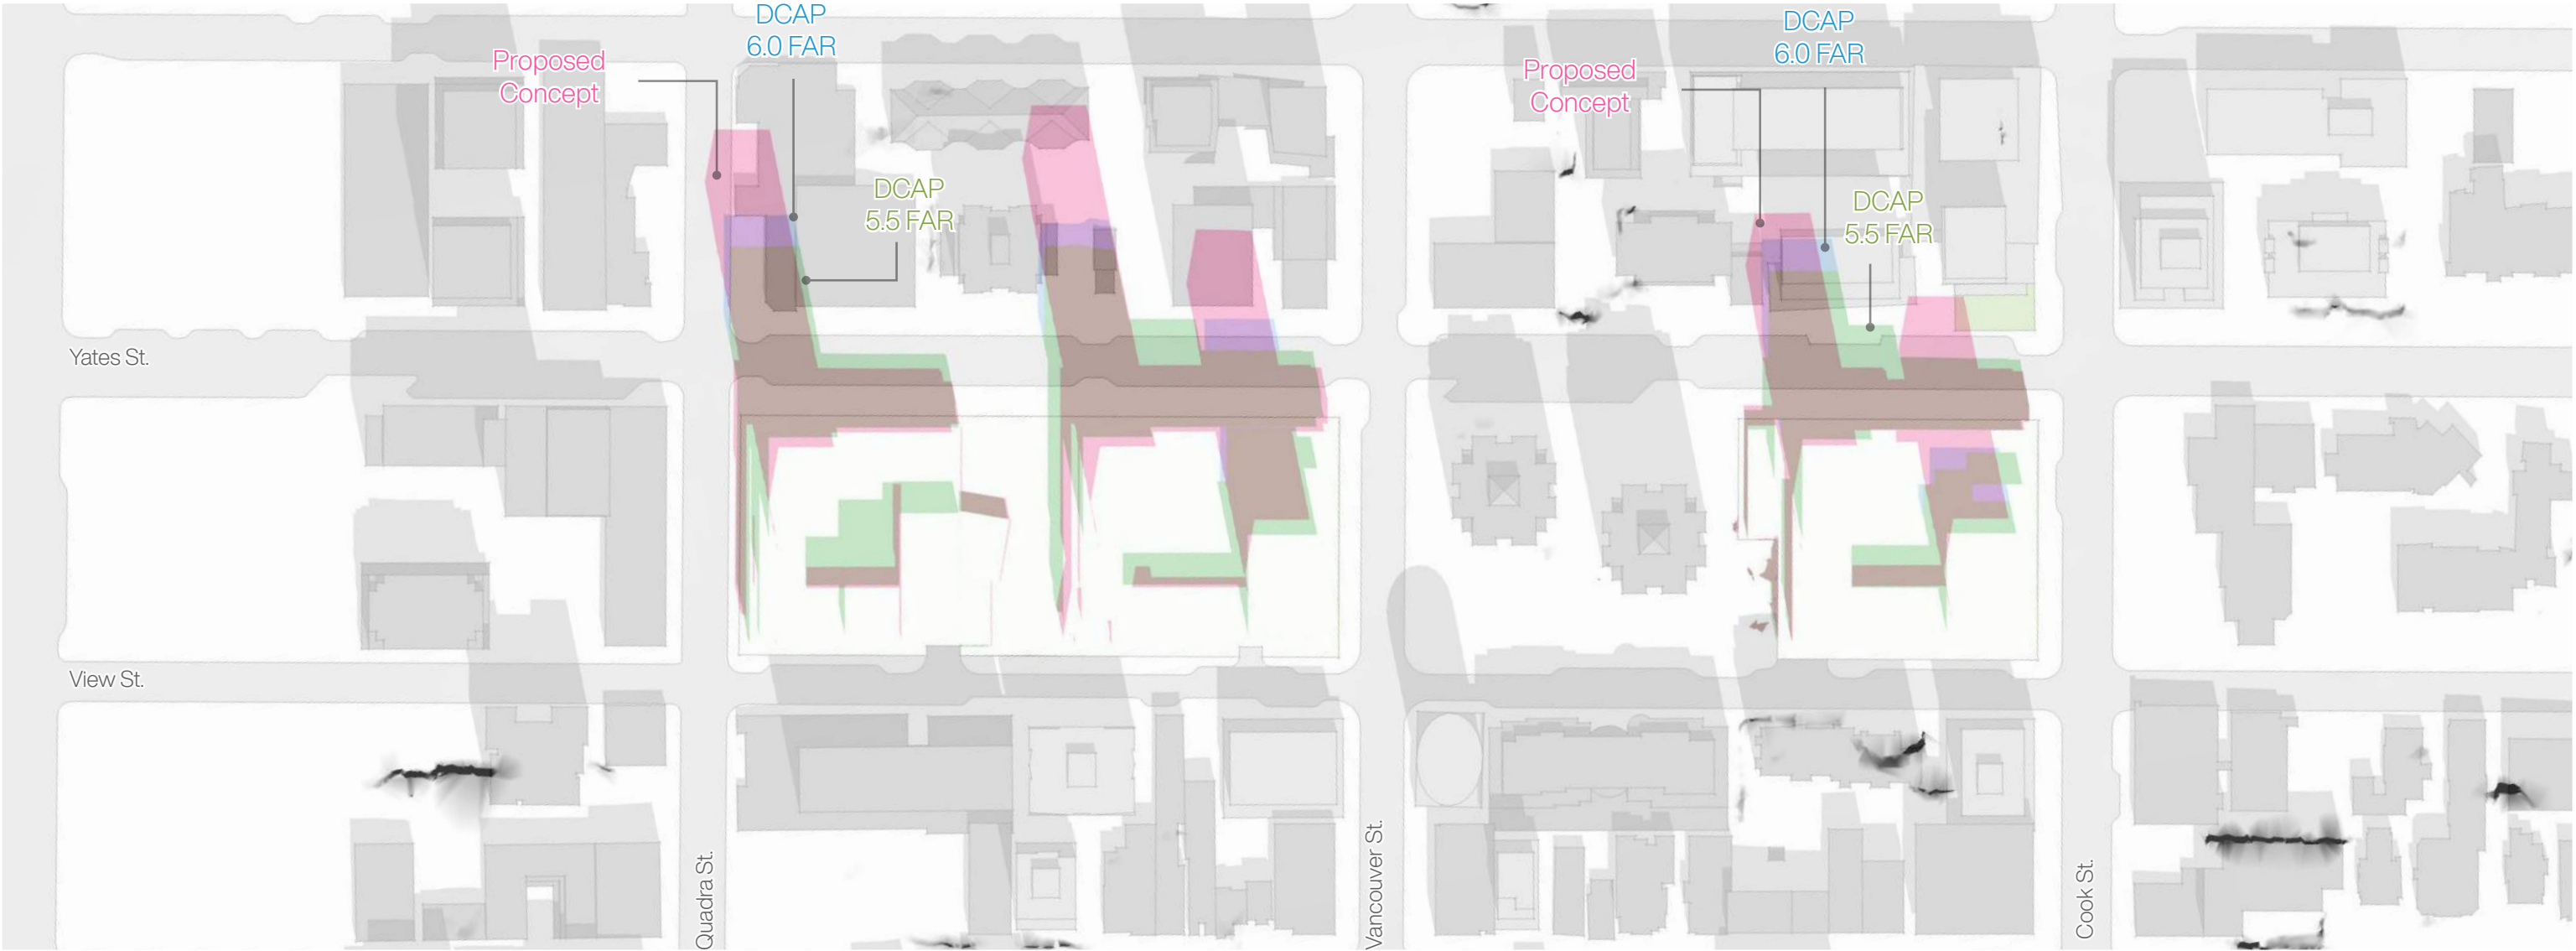 DCAP
6.0 FAR
DCAP
6.0 FAR
Proposed
Concept
Proposed
Concept
DCAP
5.5 FAR
DCAP
5.5 FAR
Yates St.
View St.
Quadra St.
Vancouver St.
Cook St.